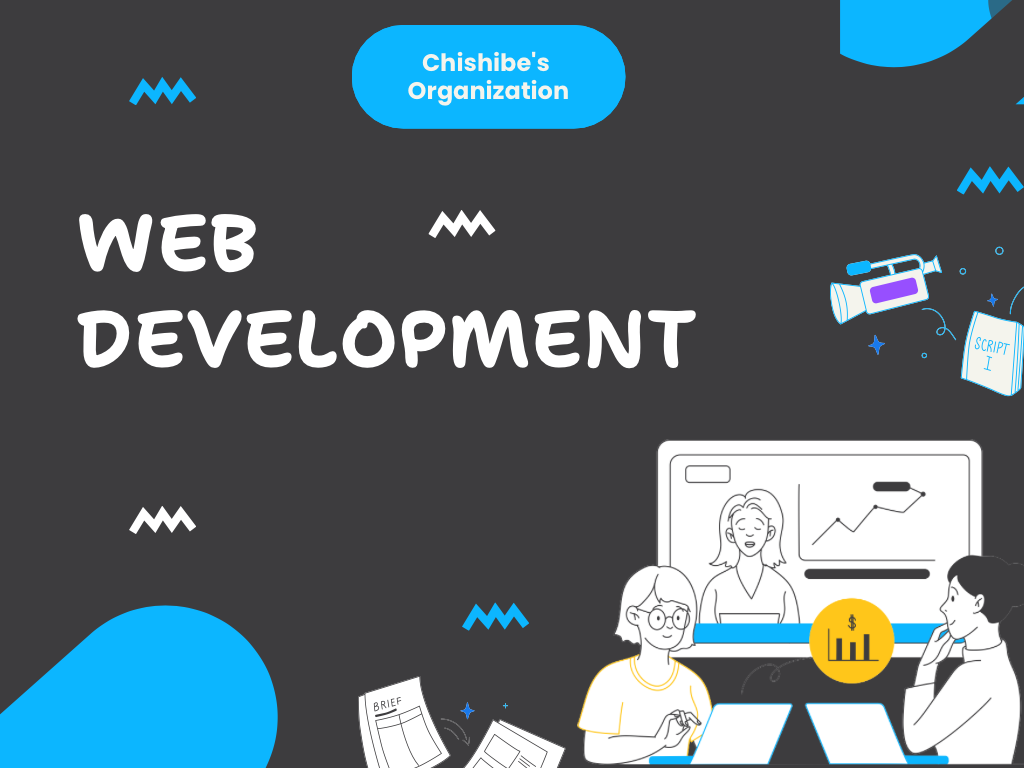 Chishibe's
Organization
WEB
DEVELOPMENT
SCRIPT
I
$
BRIEF